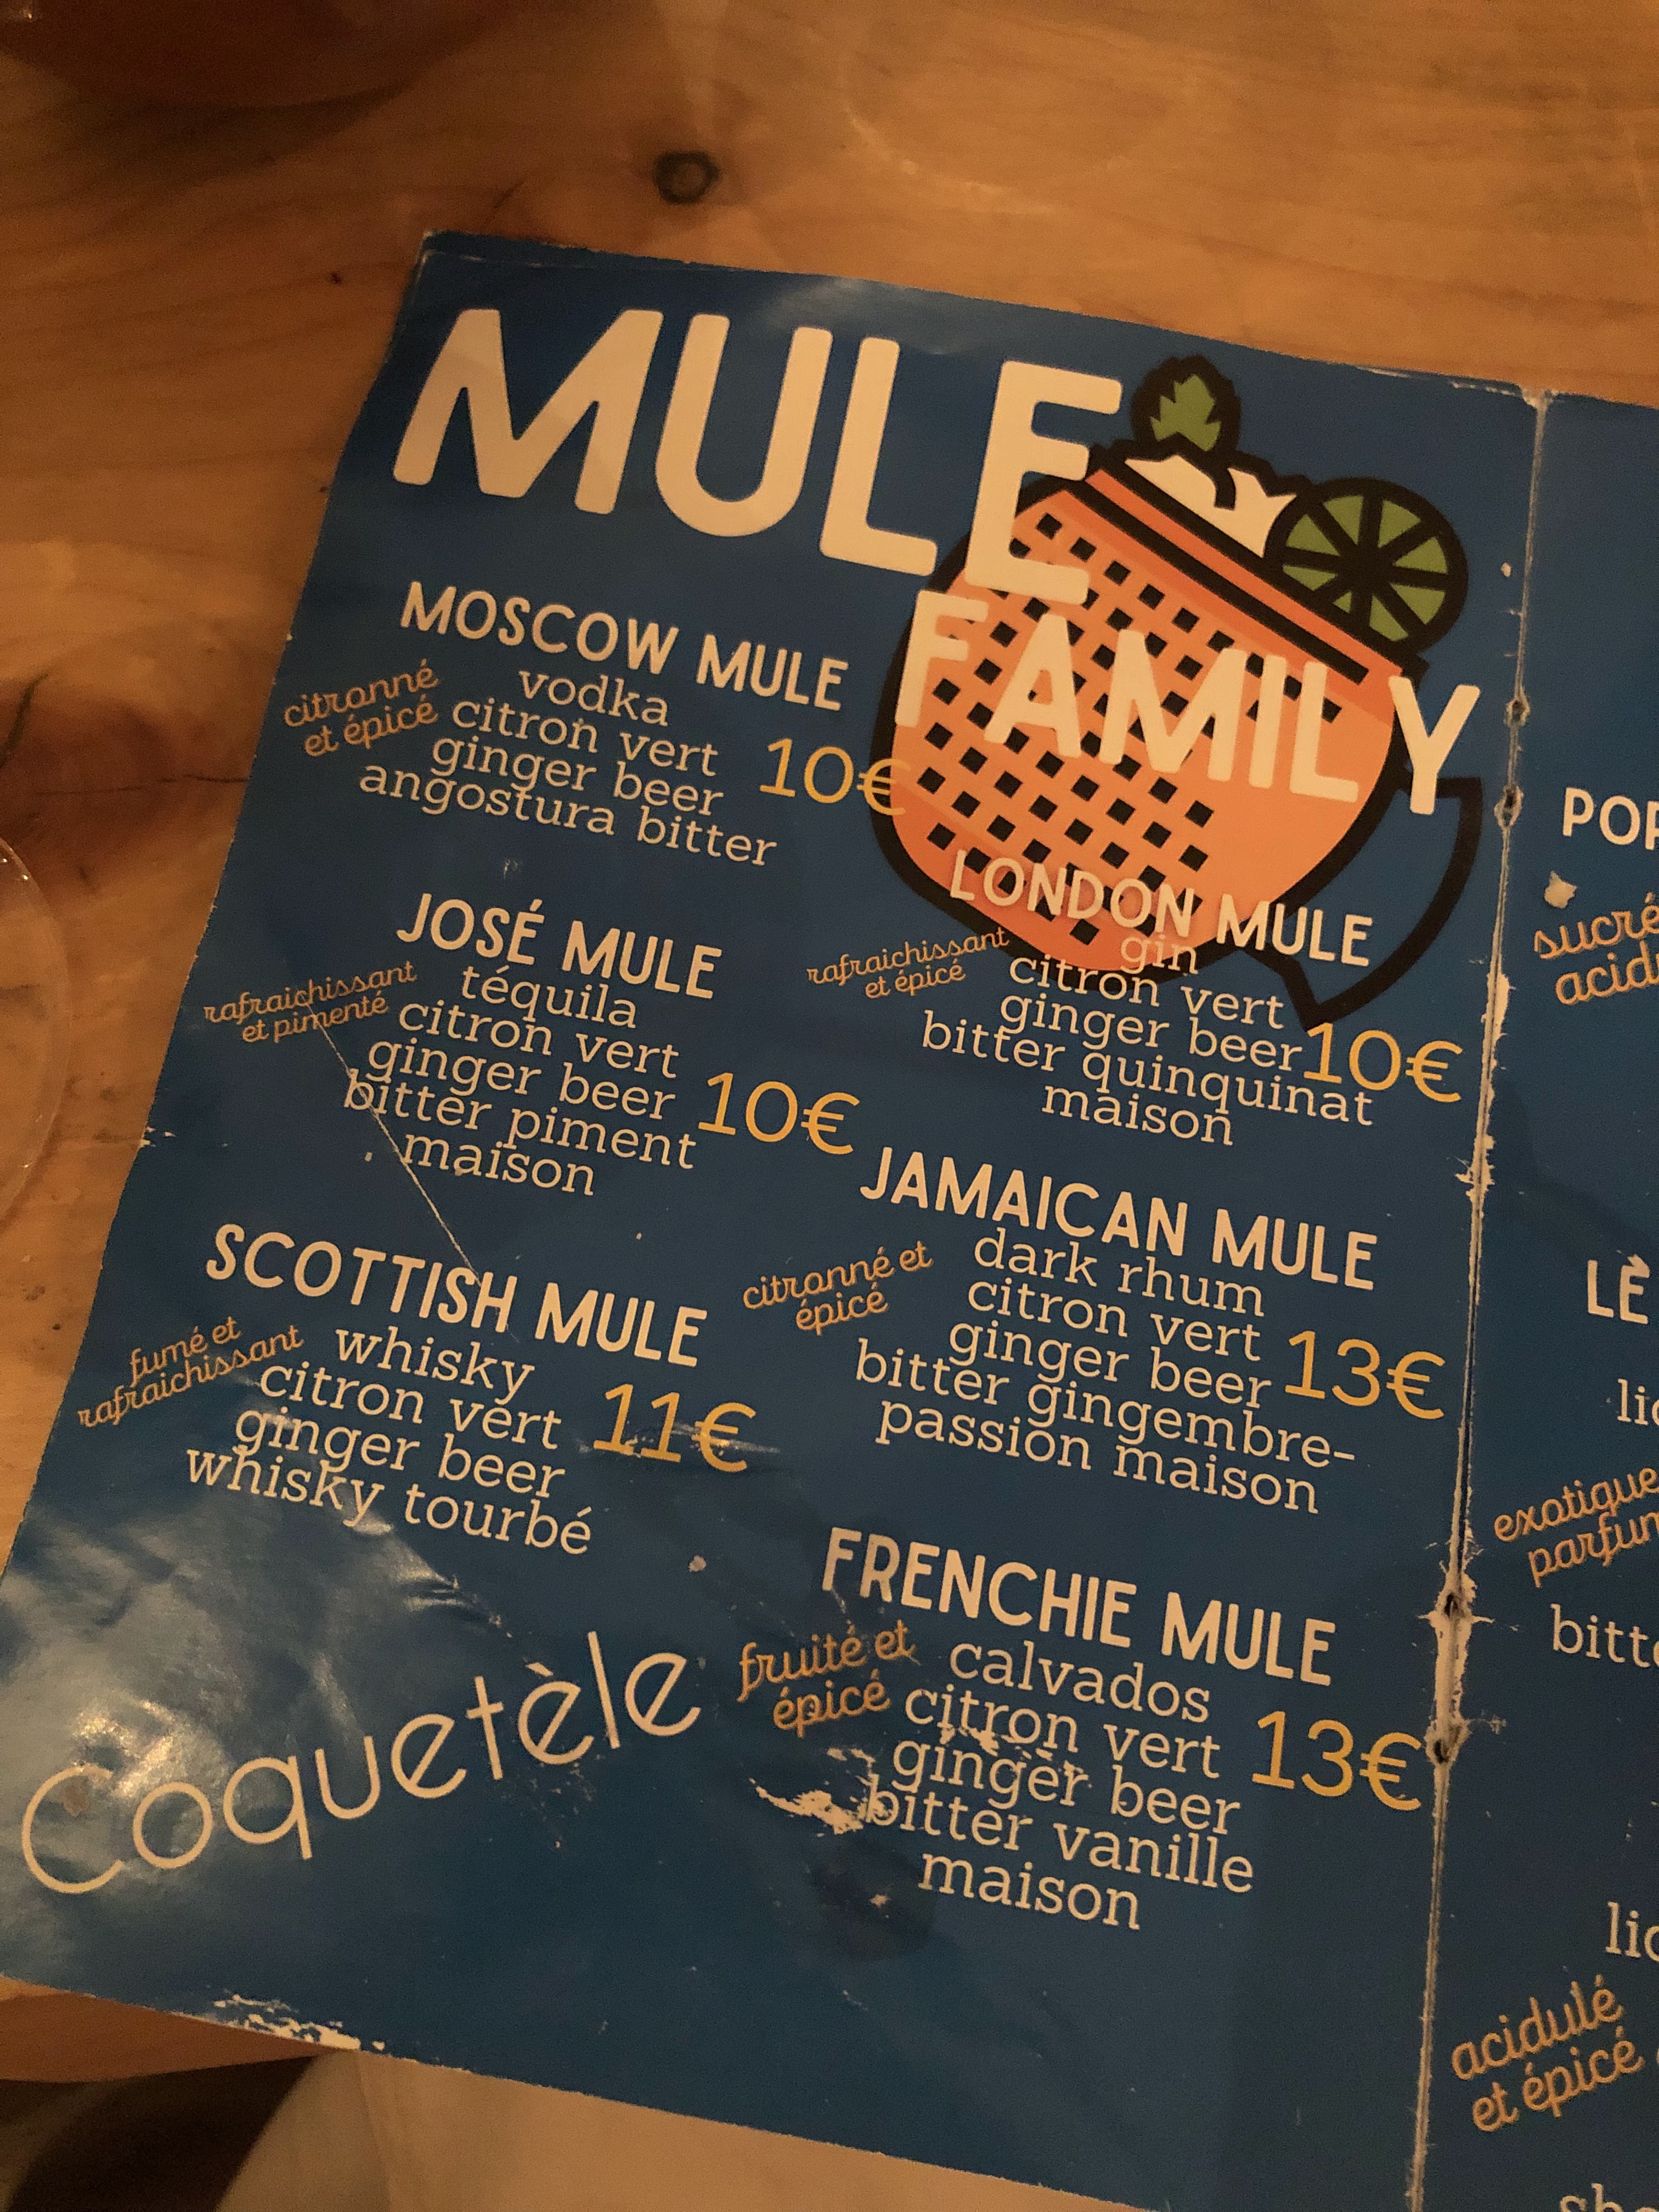 MULE
FAMILY
MOSCOW MULE
citronné
et épicé
vodka
citron vert
ginger beer
angostura bitter
10€
JOSÉ MULE
rafraichissant
et pimenté
téquila
citron vert
ginger beer
bitter piment
maison
10€
SCOTTISH MULE
fumé et
rafraichissant
whisky
citron vert
ginger beer
whisky tourbé
11€
Coquetèle
LONDON MULE
rafraichissant
et épicé
gin
citron vert
ginger beer
bitter quinquinat
maison
10€
JAMAICAN MULE
citronné et
épicé
dark rhum
citron vert
ginger beer
bitter gingembre-
passion maison
13€
FRENCHIE MULE
fruité et
épicé
calvados
citron vert
ginger beer
bitter vanille
maison
13€
sucré
LÈ
exotique
acidulé
et épicé